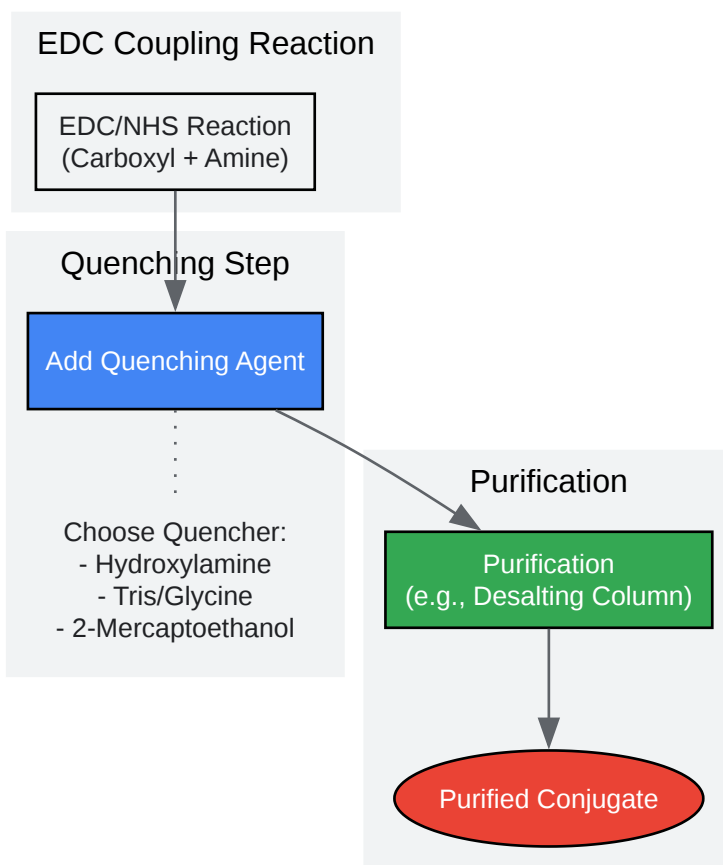 EDC Coupling Reaction
EDC/NHS Reaction
(Carboxyl + Amine)
Quenching Step
Add Quenching Agent
Choose Quencher:
- Hydroxylamine
- Tris/Glycine
- 2-Mercaptoethanol
Purification
Purification
(e.g., Desalting Column)
Purified Conjugate